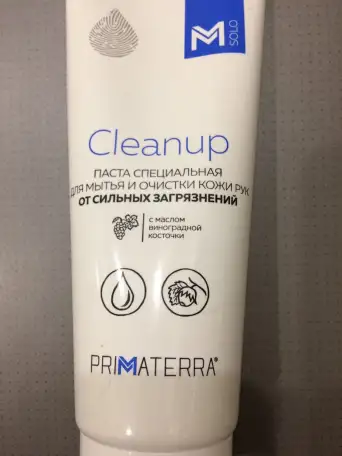 M
SOLO
Cleanup
ПАСТА СПЕЦИАЛЬНАЯ
ДЛЯ МЫТЬЯ И ОЧИСТКИ КОЖИ РУК
ОТ СИЛЬНЫХ ЗАГРЯЗНЕНИЙ
с маслом
виноградной
косточки
PRIMATERRA®